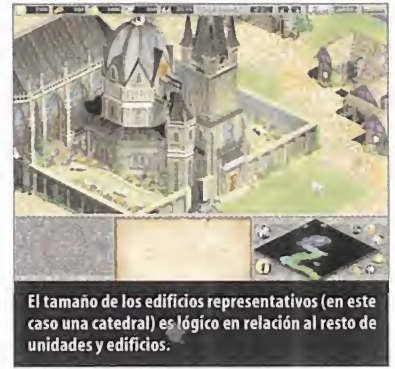 El tamaño de los edificios representativos (en este
caso una catedral) es lógico en relación al resto de
unidades y edificios.